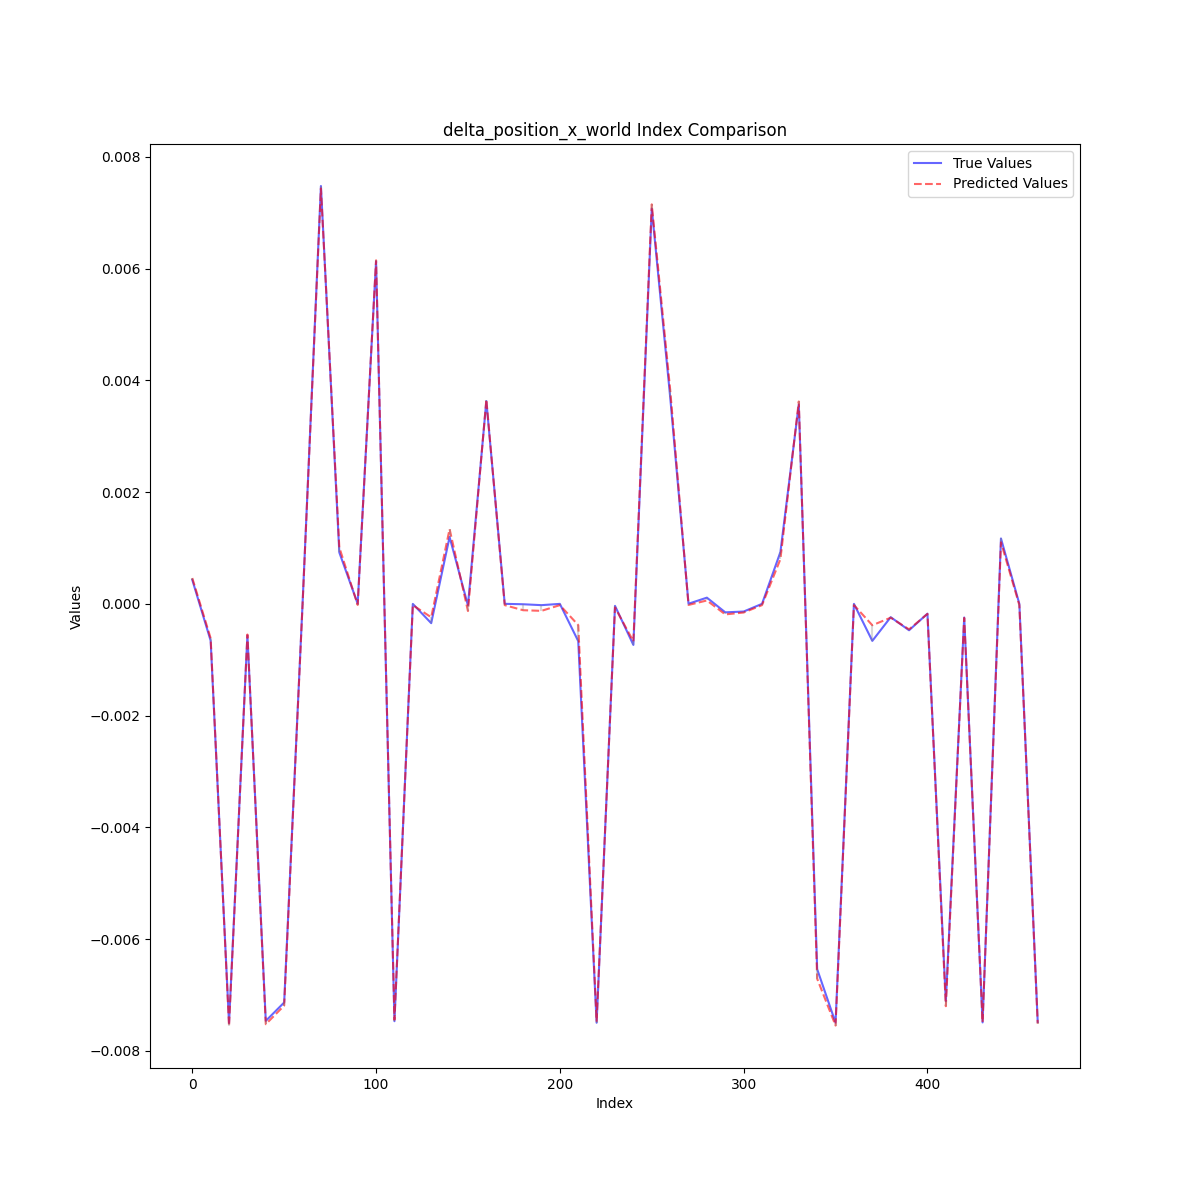 delta_position_x_world Index Comparison
True Values
Predicted Values
0.008
0.006
0.004
0.002
0.000
−0.002
−0.004
−0.006
−0.008
Values
0 100 200 300 400
Index